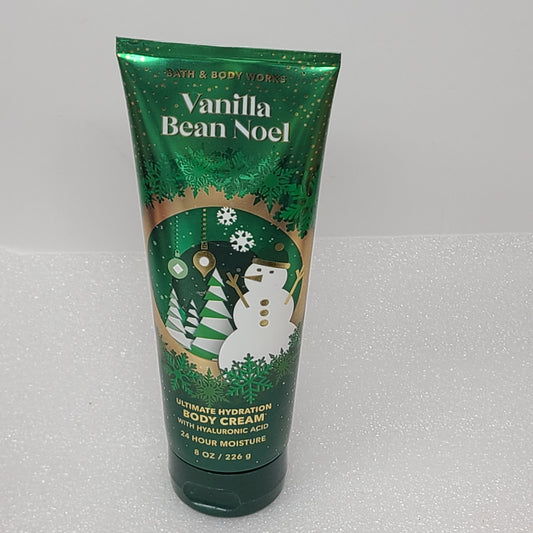 BATH & BODY WORKS
Vanilla
Bean Noel
ULTIMATE HYDRATION
BODY CREAM
WITH HYALURONIC ACID
24 HOUR MOISTURE
8 OZ / 226 g